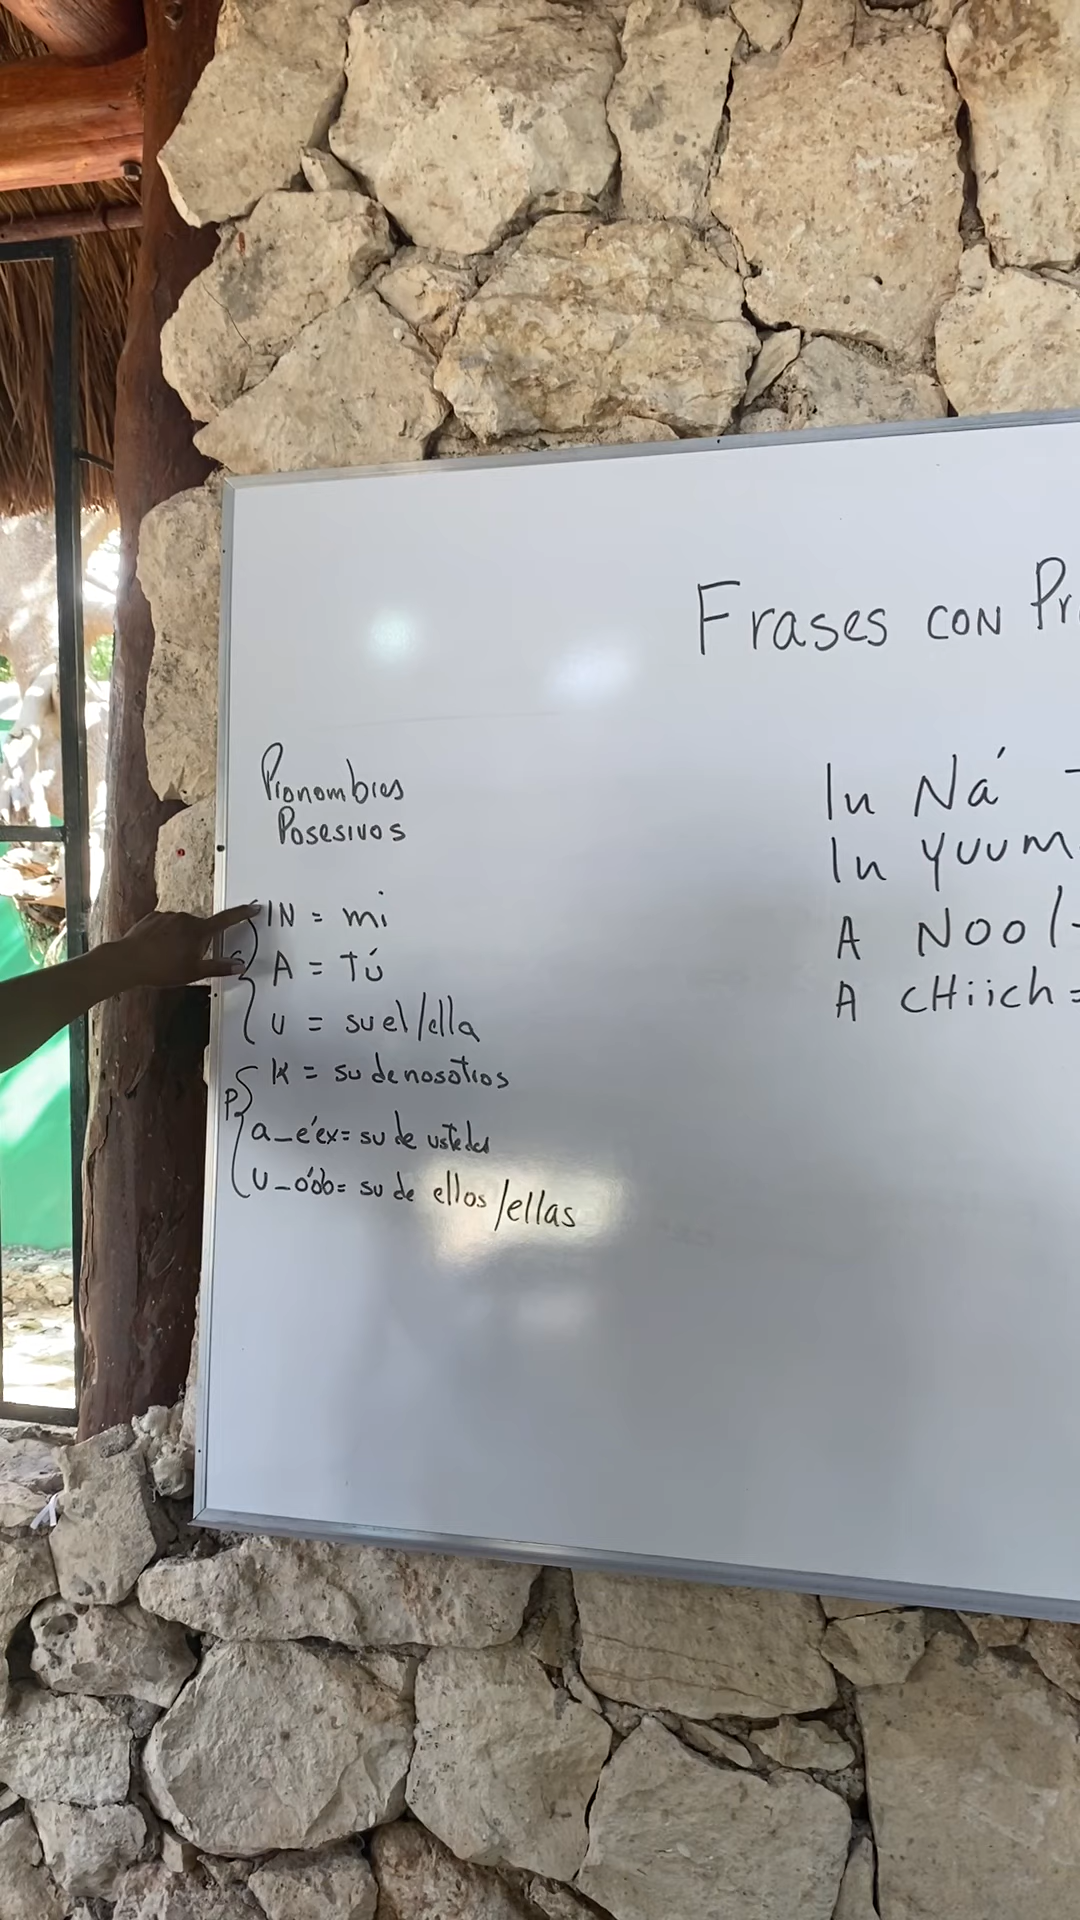 Frases con Pr
Pronombres
Posesivos
IN = mi
A = tú
U = su el/ella
K = su de nosotros
a_e'ex = su de ustedes
U_o'ob = su de ellos/ellas
S
P
In Ná -
In Yuum
A Nool -
A CHiich =